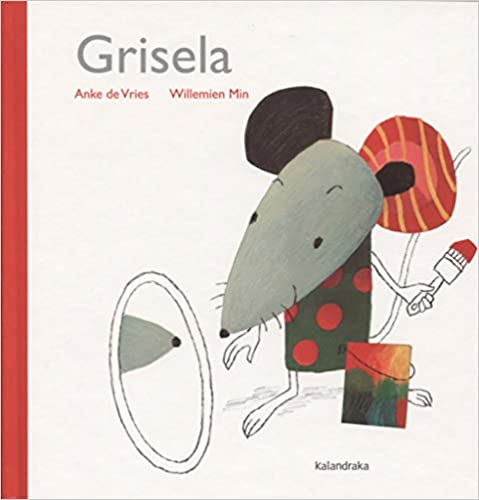 Grisela
Anke de Vries Willemien Min
kalandraka